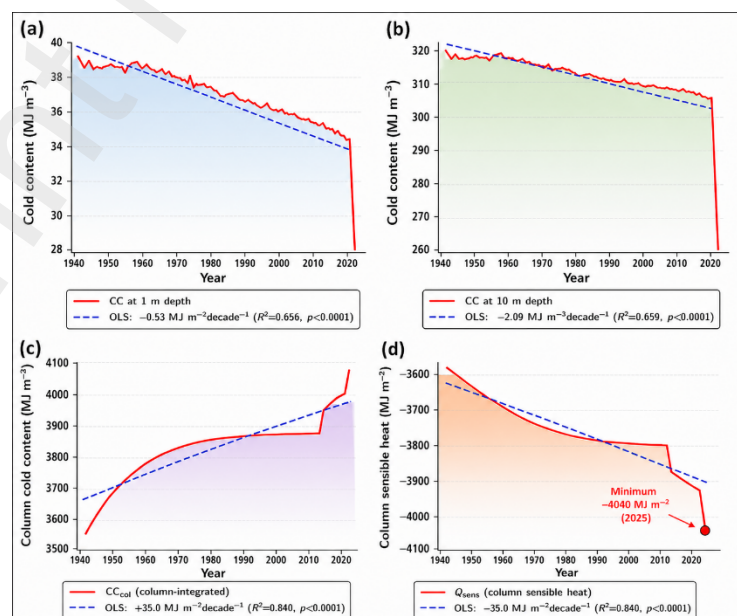 (a)
40
38
36
34
32
30
28
Cold content (MJ m⁻³)
1940 1950 1960 1970 1980 1990 2000 2010 2020
Year
CC at 1 m depth
OLS: −0.53 MJ m⁻²decade⁻¹ (R²=0.656, p<0.0001)
(b)
320
310
300
290
280
270
260
Cold content (MJ m⁻³)
1940 1950 1960 1970 1980 1990 2000 2010 2020
Year
CC at 10 m depth
OLS: −2.09 MJ m⁻³decade⁻¹ (R²=0.659, p<0.0001)
(c)
4100
4000
3900
3800
3700
3600
3500
Column cold content (MJ m⁻³)
1940 1950 1960 1970 1980 1990 2000 2010 2020
Year
CCcol (column-integrated)
OLS: +35.0 MJ m⁻²decade⁻¹ (R²=0.840, p<0.0001)
(d)
−3600
−3700
−3800
−3900
−4000
−4100
Column sensible heat (MJ m⁻²)
Minimum
−4040 MJ m⁻²
(2025)
1940 1950 1960 1970 1980 1990 2000 2010 2020
Year
Qsens (column sensible heat)
OLS: −35.0 MJ m⁻²decade⁻¹ (R²=0.840, p<0.0001)